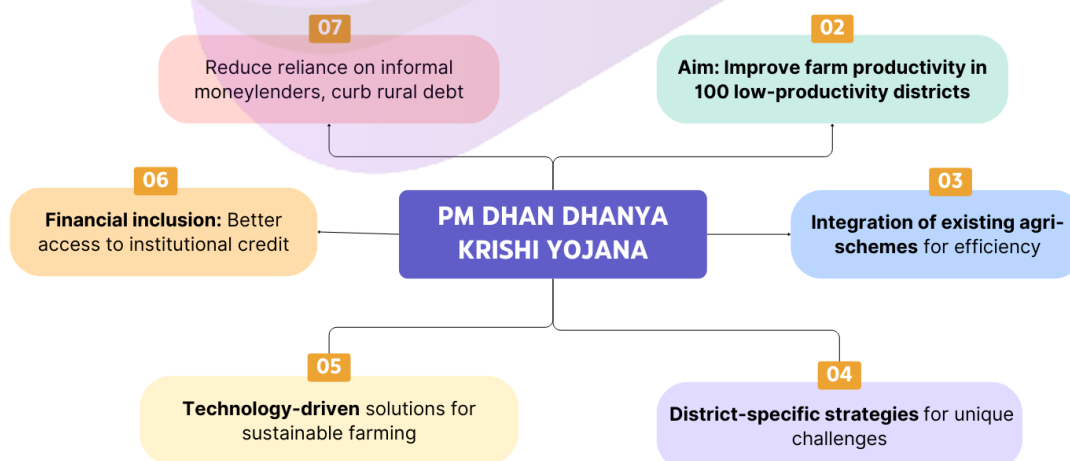 07
Reduce reliance on informal
moneylenders, curb rural debt
02
Aim: Improve farm productivity in
100 low-productivity districts
06
Financial inclusion: Better
access to institutional credit
PM DHAN DHANYA
KRISHI YOJANA
03
Integration of existing agri-
schemes for efficiency
05
Technology-driven solutions for
sustainable farming
04
District-specific strategies for unique
challenges